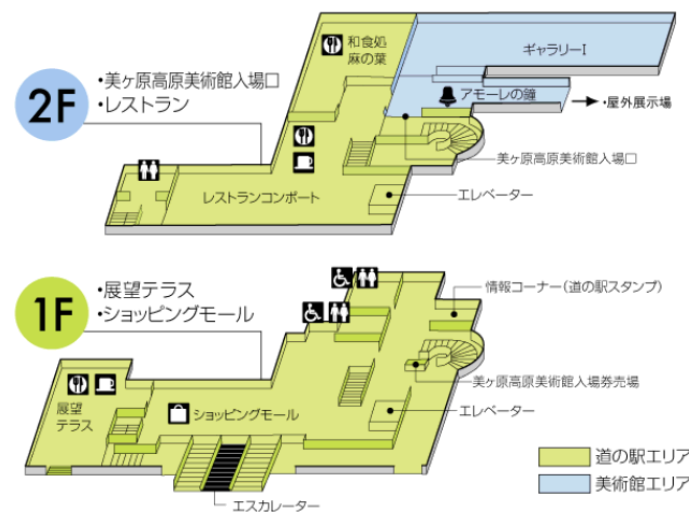 2F
・美ヶ原高原美術館入場口
・レストラン
和食処
麻の葉
ギャラリーI
アモーレの鐘
・屋外展示場
美ヶ原高原美術館入場口
エレベーター
レストランコンポート
1F
・展望テラス
・ショッピングモール
情報コーナー（道の駅スタンプ）
美ヶ原高原美術館入場券売場
エレベーター
展望
テラス
ショッピングモール
エスカレーター
道の駅エリア
美術館エリア